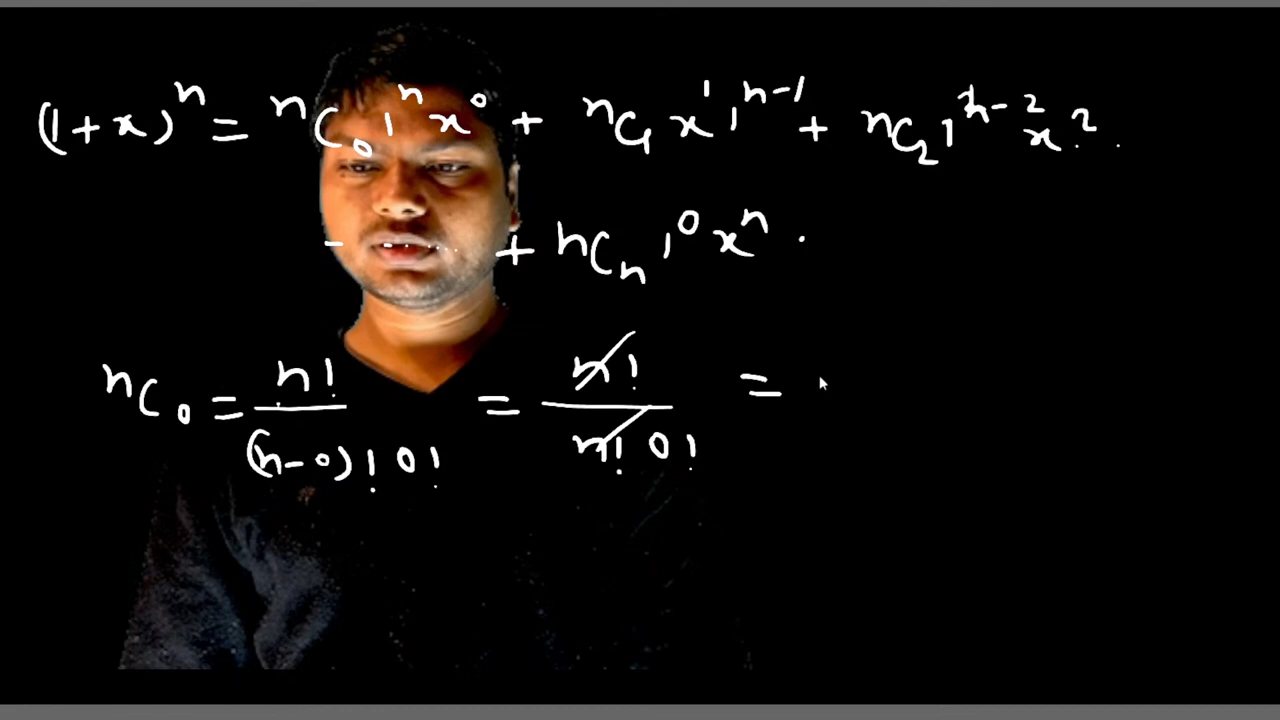 (1+x)ⁿ = ⁿC₀ 1ⁿ x⁰ + ⁿC₁ x¹ 1ⁿ⁻¹ + ⁿC₂ 1ⁿ⁻² x² . .
- - . . . . + ⁿCₙ 1⁰ xⁿ .
ⁿC₀ = n! / (n-0)! 0! = n! / n! 0! =